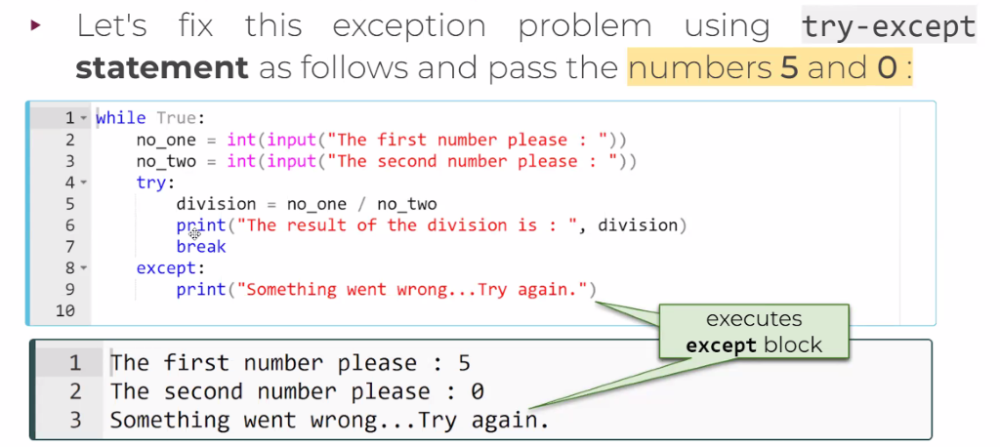 Let's fix this exception problem using try-except
statement as follows and pass the numbers 5 and 0 :
1 while True:
2 no_one = int(input("The first number please : "))
3 no_two = int(input("The second number please : "))
4 try:
5 division = no_one / no_two
6 print("The result of the division is : ", division)
7 break
8 except:
9 print("Something went wrong...Try again.")
10
executes
except block
1 The first number please : 5
2 The second number please : 0
3 Something went wrong...Try again.